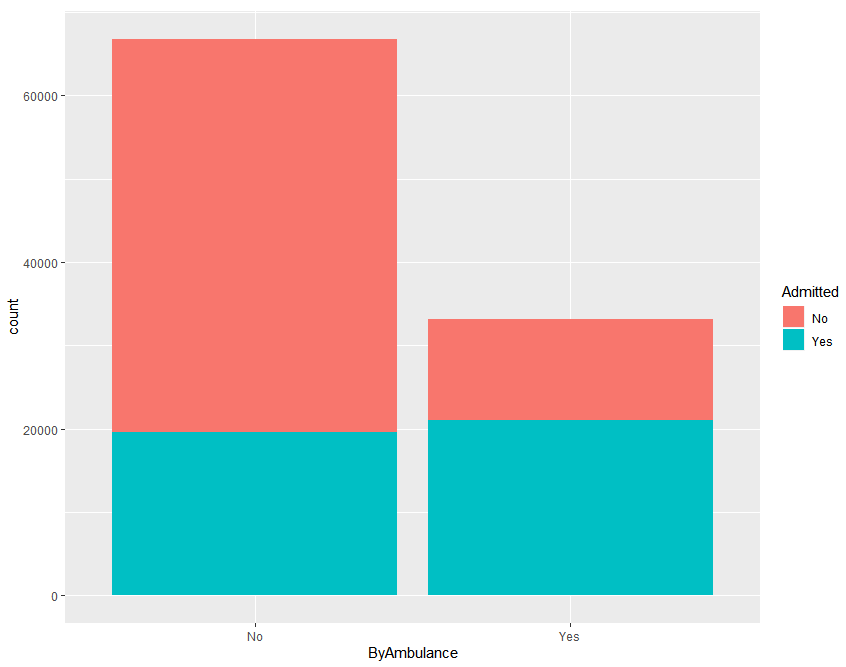 60000
40000
20000
0
count
No
Yes
ByAmbulance
Admitted
No
Yes